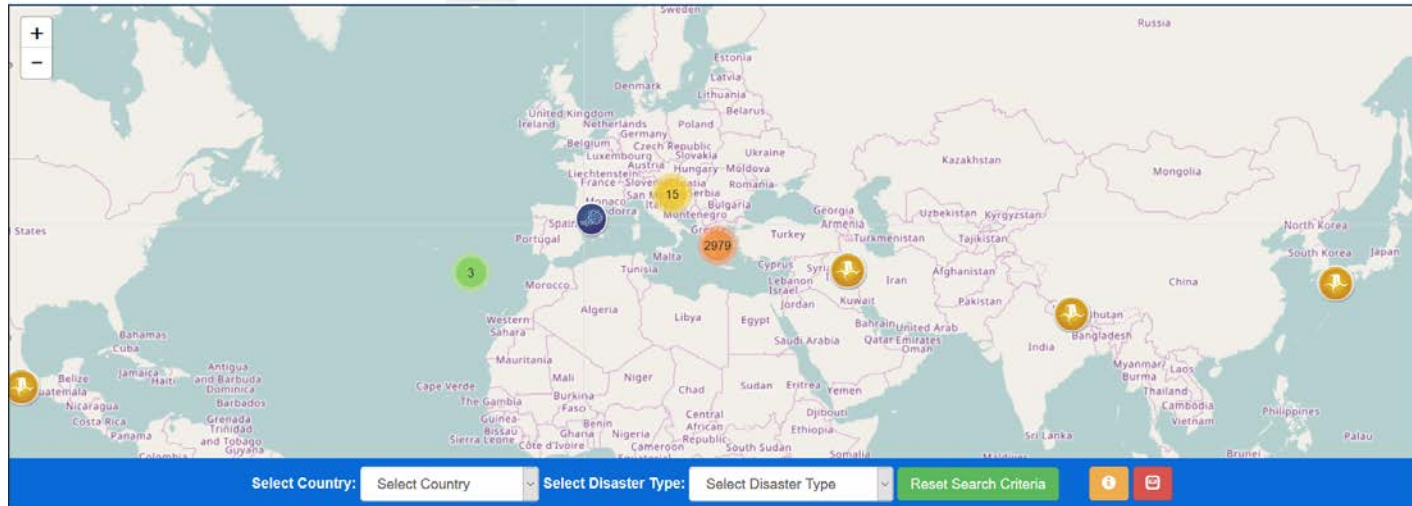 Sweden
Russia
+
−
Estonia
Latvia
Denmark
Lithuania
United Kingdom
Belarus
Ireland
Netherlands
Poland
Germany
Belgium
Czech Republic
Luxembourg
Slovakia
Ukraine
Austria
Hungary
Moldova
Kazakhstan
Mongolia
Liechtenstein
France
Romania
15
Monaco
Bulgaria
Georgia
Uzbekistan
Kyrgyzstan
Montenegro
Spain
Armenia
North Korea
States
Portugal
2979
Turkey
Turkmenistan
Tajikistan
South Korea
Japan
Malta
3
Tunisia
Cyprus
Afghanistan
Lebanon
Iran
China
Morocco
Israel
Jordan
Kuwait
Pakistan
Algeria
Libya
Egypt
Western
Sahara
Bahrain
United Arab
Emirates
Bahamas
Saudi Arabia
Qatar
Oman
Bangladesh
Cuba
India
Mauritania
Myanmar/
Burma
Laos
Jamaica
Haiti
Antigua
and Barbuda
Dominica
Mali
Niger
Chad
Sudan
Eritrea
Yemen
Thailand
Belize
Cape Verde
Burkina
Faso
Cambodia
Nicaragua
Barbados
The Gambia
Djibouti
Vietnam
Philippines
Costa Rica
Grenada
Guinea-
Bissau
Benin
Central
African
Republic
Trinidad
and Tobago
Ghana
Nigeria
Ethiopia
Panama
Sierra Leone
Côte d'Ivoire
Cameroon
South Sudan
Sri Lanka
Palau
Colombia
Guyana
Somalia
Maldives
Brunei
Select Country:
Select Country
Select Disaster Type:
Select Disaster Type
Reset Search Criteria